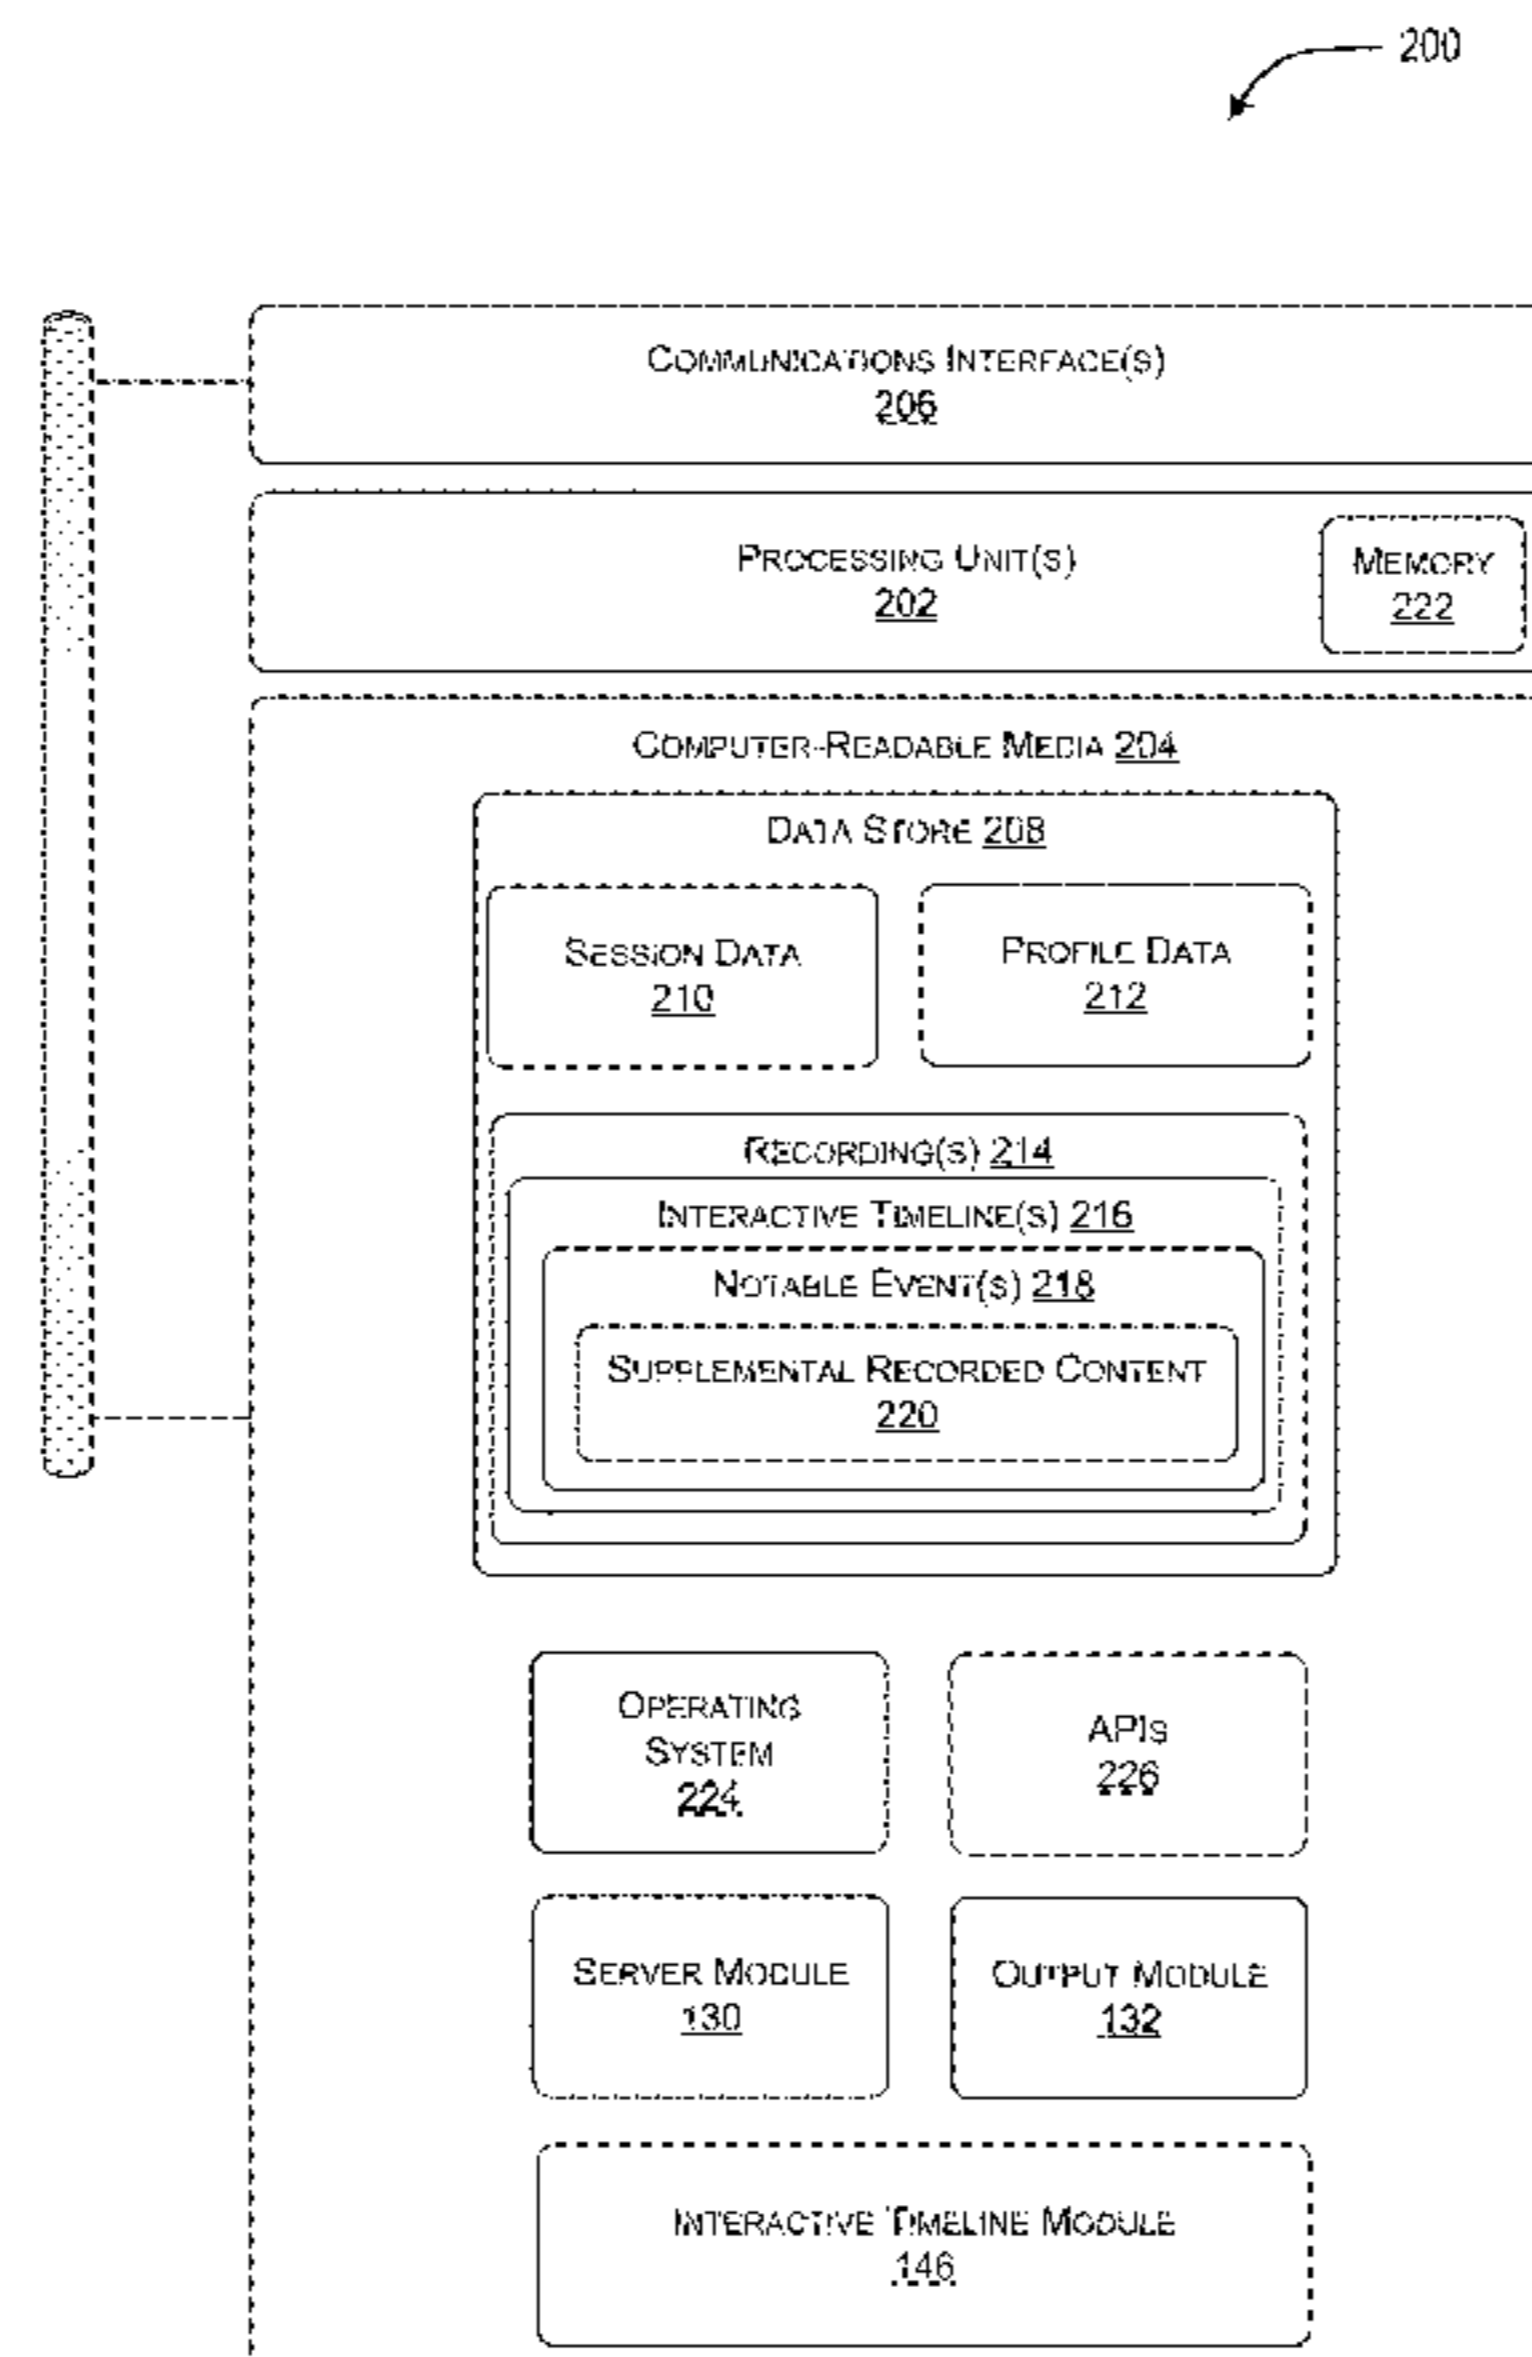 200
COMMUNICATIONS INTERFACE(S)
206
PROCESSING UNIT(S)
202
MEMORY
222
COMPUTER-READABLE MEDIA 204
DATA STORE 208
SESSION DATA
210
PROFILE DATA
212
RECORDING(S) 214
INTERACTIVE TIMELINE(S) 216
NOTABLE EVENT(S) 218
SUPPLEMENTAL RECORDED CONTENT
220
OPERATING
SYSTEM
224
APIS
226
SERVER MODULE
130
OUTPUT MODULE
132
INTERACTIVE TIMELINE MODULE
146